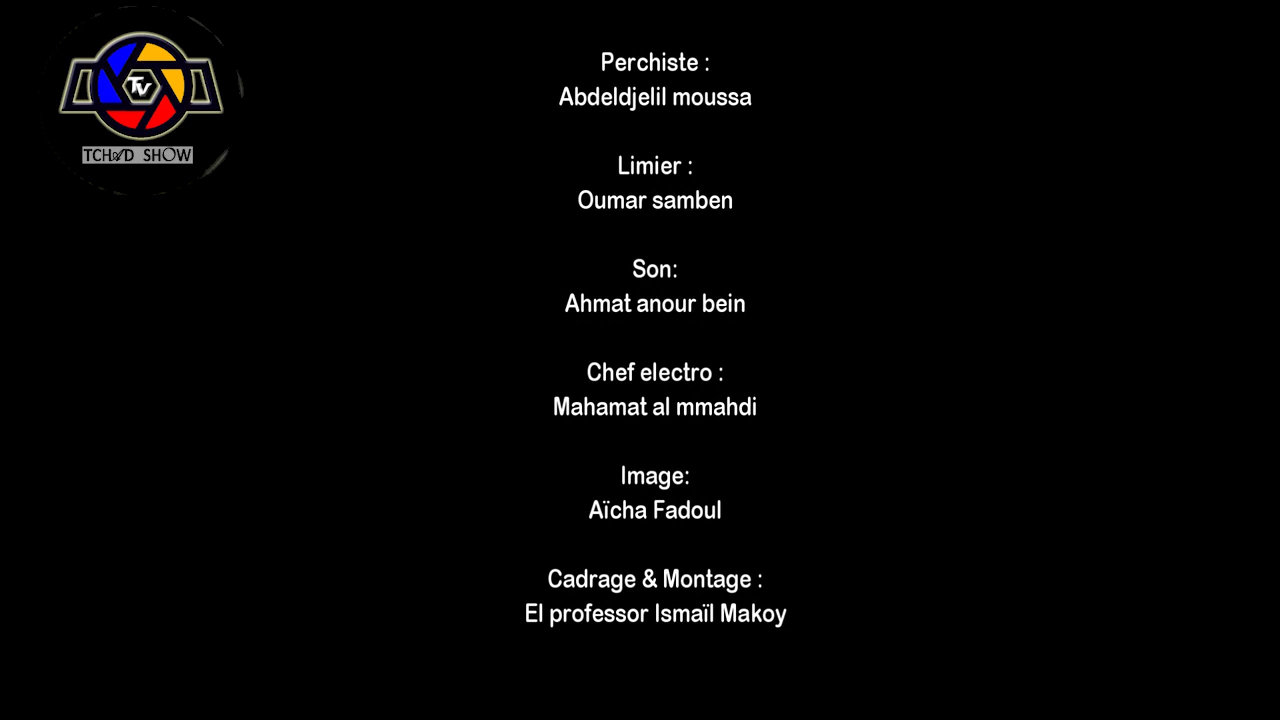 TV
TCHAD SHOW
Perchiste :
Abdeldjelil moussa
Limier :
Oumar samben
Son:
Ahmat anour bein
Chef electro :
Mahamat al mmahdi
Image:
Aïcha Fadoul
Cadrage & Montage :
El professor Ismaïl Makoy